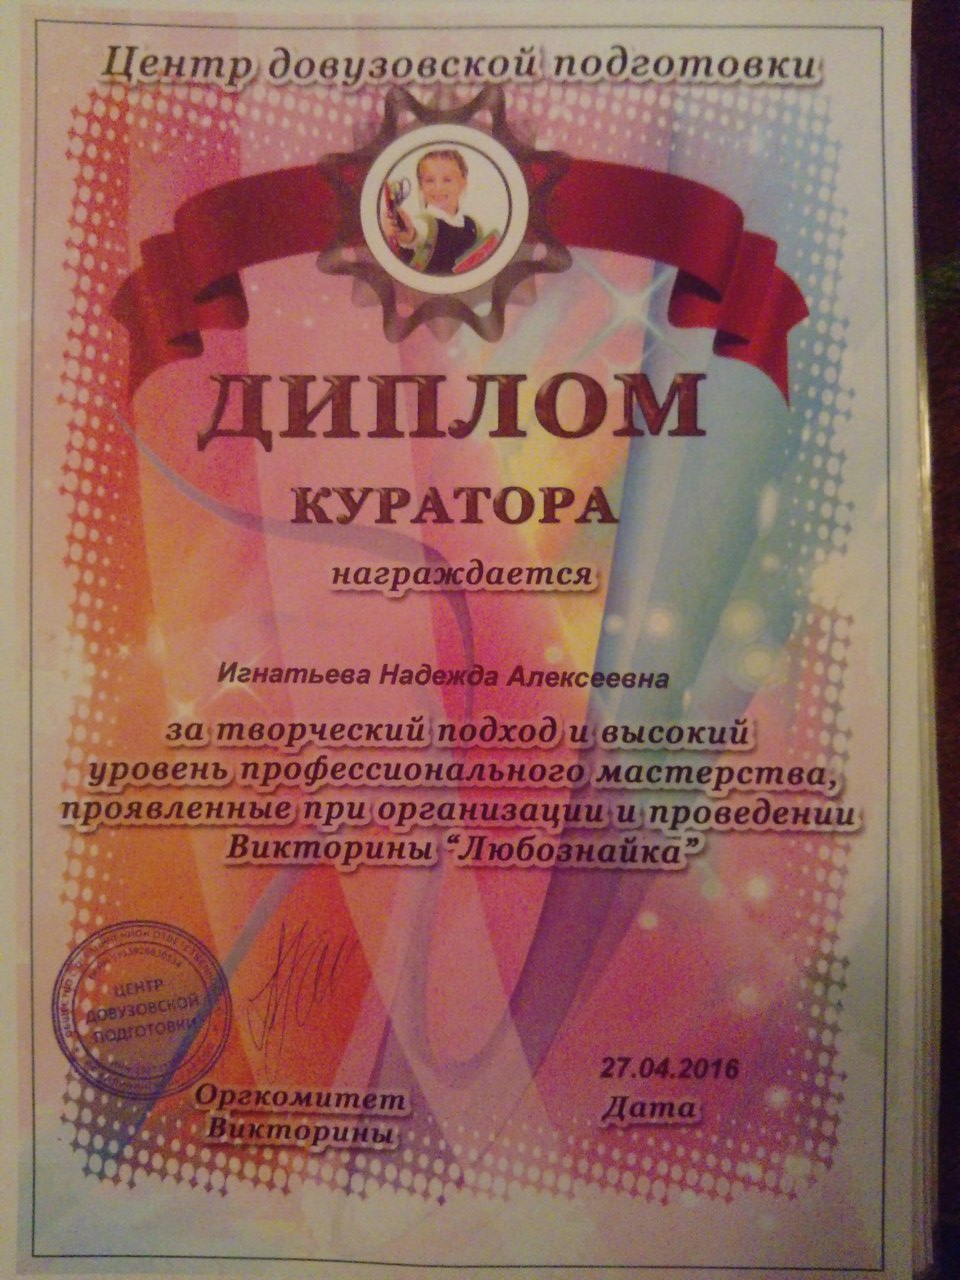 Центр довузовской подготовки
ДИПЛОМ
КУРАТОРА
награждается
Игнатьева Надежда Алексеевна
за творческий подход и высокий
уровень профессионального мастерства,
проявленные при организации и проведении
Викторины “Любознайка”
ЦЕНТР
ДОВУЗОВСКОЙ
ПОДГОТОВКИ
27.04.2016
Оргкомитет
Викторины
Дата